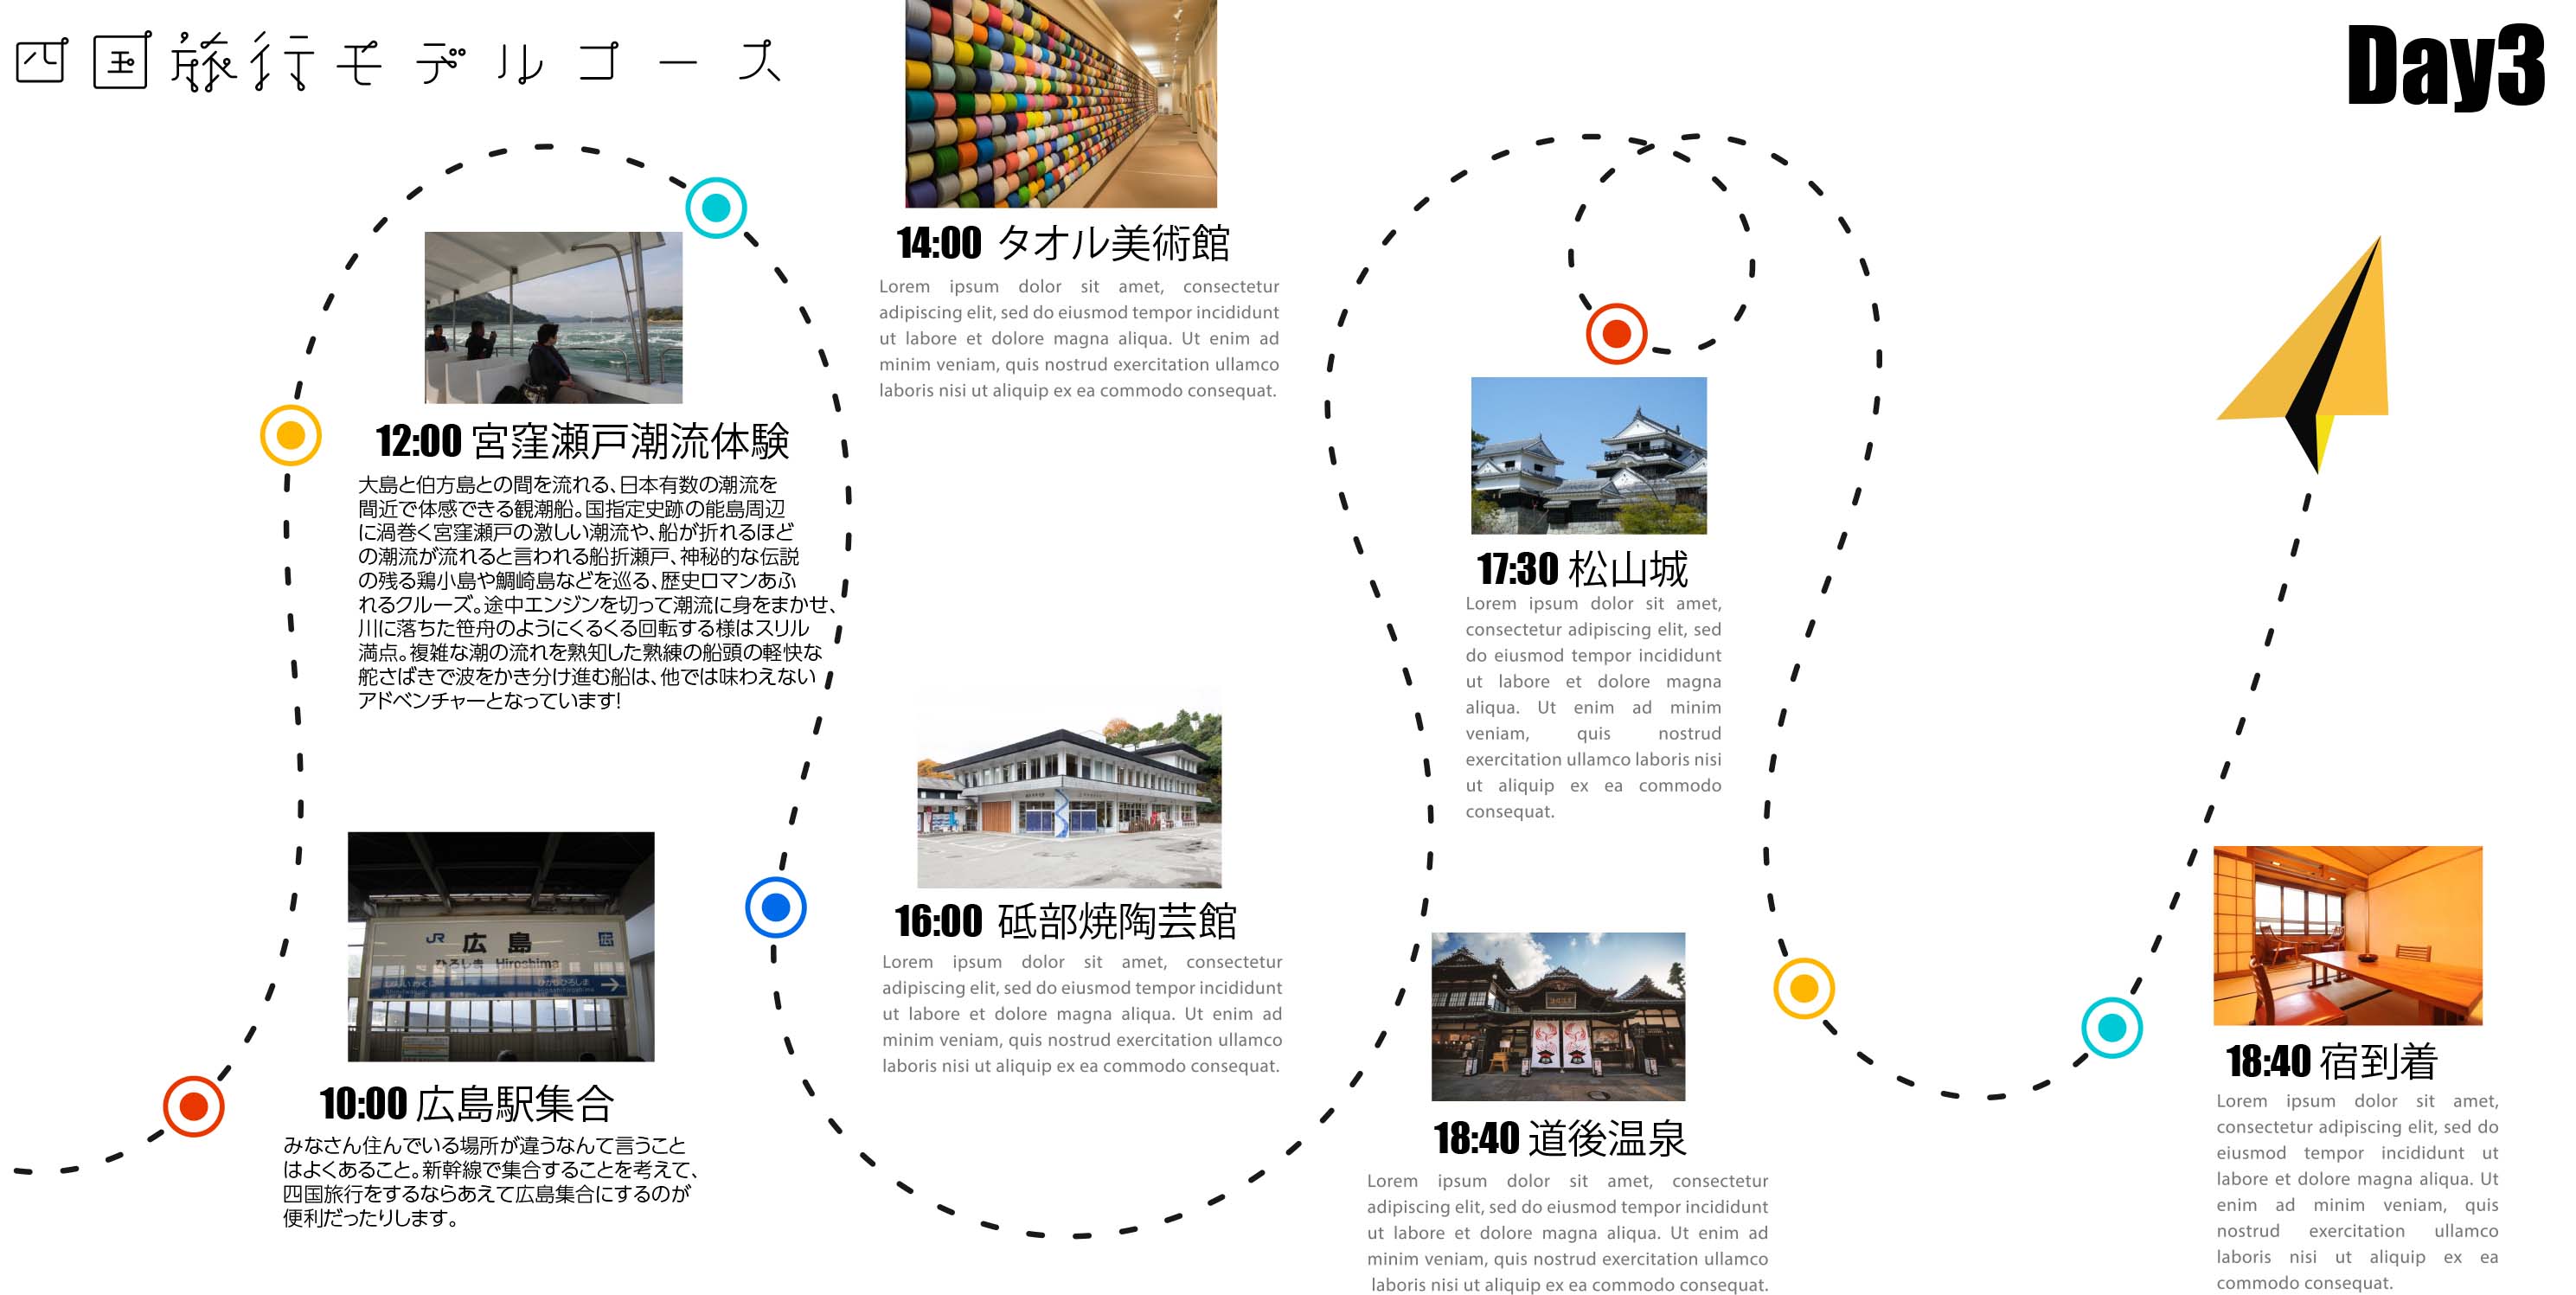 四国旅行モデルコース
Day3
10:00 広島駅集合
みなさん住んでいる場所が違うなんて言うこと
はよくあること。新幹線で集合することを考えて、
四国旅行をするならあえて広島集合にするのが
便利だったりします。
JR 広島
ひろしま Hiroshima
12:00 宮窪瀬戸潮流体験
大島と伯方島との間を流れる、日本有数の潮流を
間近で体感できる観潮船。国指定史跡の能島周辺
に渦巻く宮窪瀬戸の激しい潮流や、船が折れるほど
の潮流が流れると言われる船折瀬戸、神秘的な伝説
の残る鶏小島や鯛崎島などを巡る、歴史ロマンあふ
れるクルーズ。途中エンジンを切って潮流に身をまかせ、
川に落ちた笹舟のようにくるくる回転する様はスリル
満点。複雑な潮の流れを熟知した熟練の船頭の軽快な
舵さばきで波をかき分け進む船は、他では味わえない
アドベンチャーとなっています!
14:00 タオル美術館
Lorem ipsum dolor sit amet, consectetur
adipiscing elit, sed do eiusmod tempor incididunt
ut labore et dolore magna aliqua. Ut enim ad
minim veniam, quis nostrud exercitation ullamco
laboris nisi ut aliquip ex ea commodo consequat.
16:00 砥部焼陶芸館
Lorem ipsum dolor sit amet, consectetur
adipiscing elit, sed do eiusmod tempor incididunt
ut labore et dolore magna aliqua. Ut enim ad
minim veniam, quis nostrud exercitation ullamco
laboris nisi ut aliquip ex ea commodo consequat.
17:30 松山城
Lorem ipsum dolor sit amet,
consectetur adipiscing elit, sed
do eiusmod tempor incididunt
ut labore et dolore magna
aliqua. Ut enim ad minim
veniam, quis nostrud
exercitation ullamco laboris nisi
ut aliquip ex ea commodo
consequat.
18:40 道後温泉
Lorem ipsum dolor sit amet, consectetur
adipiscing elit, sed do eiusmod tempor incididunt
ut labore et dolore magna aliqua. Ut enim ad
minim veniam, quis nostrud exercitation ullamco
laboris nisi ut aliquip ex ea commodo consequat.
18:40 宿到着
Lorem ipsum dolor sit amet,
consectetur adipiscing elit, sed do
eiusmod tempor incididunt ut
labore et dolore magna aliqua. Ut
enim ad minim veniam, quis
nostrud exercitation ullamco
laboris nisi ut aliquip ex ea
commodo consequat.